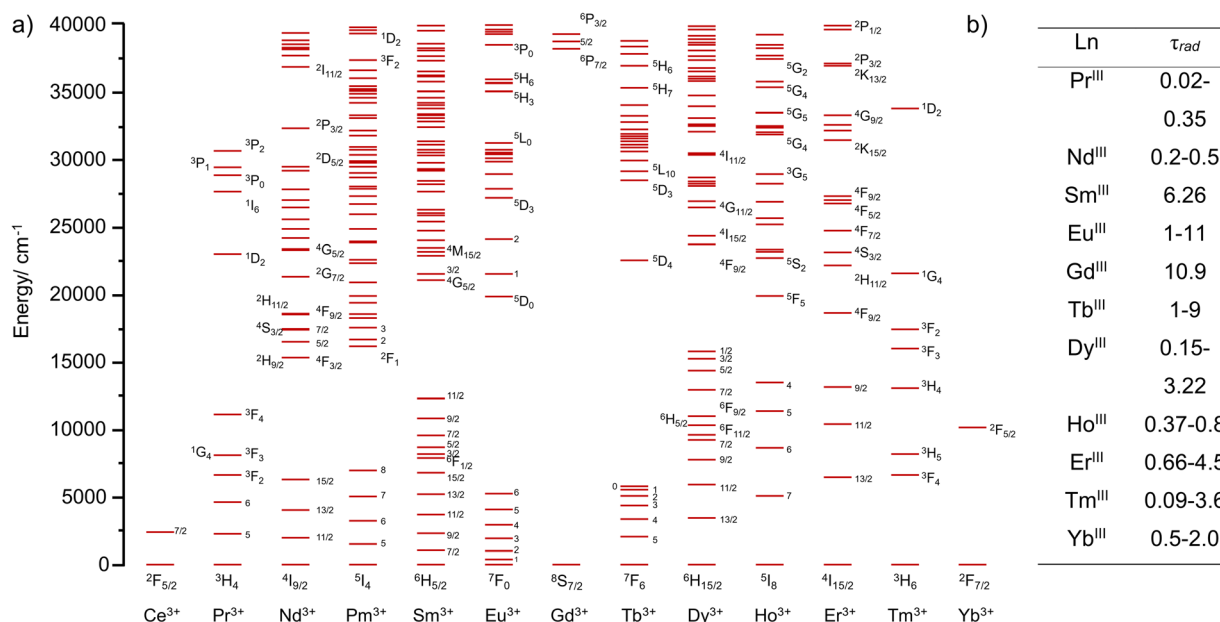 a)
Energy/ cm⁻¹
40000
35000
30000
25000
20000
15000
10000
5000
0
7/2
²F₅/₂
Ce³⁺
³P₂
³P₁
³P₀
¹I₆
¹D₂
³F₄
¹G₄
³F₃
³F₂
6
5
³H₄
Pr³⁺
²I₁₁/₂
²P₃/₂
²D₅/₂
⁴G₅/₂
²G₇/₂
²H₁₁/₂
⁴F₉/₂
⁴S₃/₂
7/2
5/2
²H₉/₂
⁴F₃/₂
15/2
13/2
11/2
⁴I₉/₂
Nd³⁺
¹D₂
³F₂
3
2
²F₁
8
7
6
5
⁵I₄
Pm³⁺
⁴M₁₅/₂
3/2
⁴G₅/₂
11/2
9/2
7/2
5/2
3/2
⁶F₁/₂
15/2
13/2
11/2
9/2
7/2
⁶H₅/₂
Sm³⁺
³P₀
⁵H₆
⁵H₃
⁵L₀
⁵D₃
2
1
⁵D₀
6
5
4
3
2
1
⁷F₀
Eu³⁺
⁶P₃/₂
5/2
⁶P₇/₂
⁸S₇/₂
Gd³⁺
⁵H₆
⁵H₇
⁵L₁₀
⁵D₃
⁵D₄
0
1
2
3
4
5
⁷F₆
Tb³⁺
⁴I₁₁/₂
⁴G₁₁/₂
⁴I₁₅/₂
⁴F₉/₂
1/2
3/2
5/2
7/2
⁶F₉/₂
⁶H₅/₂
⁶F₁₁/₂
7/2
9/2
11/2
13/2
⁶H₁₅/₂
Dy³⁺
⁵G₂
⁵G₄
⁵G₅
⁵G₄
³G₅
⁵S₂
⁵F₅
4
5
6
7
⁵I₈
Ho³⁺
²P₁/₂
²P₃/₂
²K₁₃/₂
⁴G₉/₂
²K₁₅/₂
⁴F₉/₂
⁴F₅/₂
⁴F₇/₂
⁴S₃/₂
²H₁₁/₂
⁴F₉/₂
9/2
11/2
13/2
⁴I₁₅/₂
Er³⁺
¹D₂
¹G₄
³F₂
³F₃
³H₄
³H₅
³F₄
³H₆
Tm³⁺
²F₅/₂
²F₇/₂
Yb³⁺
b)
Ln τrad
Prᴵᴵᴵ 0.02-
0.35
Ndᴵᴵᴵ 0.2-0.5
Smᴵᴵᴵ 6.26
Euᴵᴵᴵ 1-11
Gdᴵᴵᴵ 10.9
Tbᴵᴵᴵ 1-9
Dyᴵᴵᴵ 0.15-
3.22
Hoᴵᴵᴵ 0.37-0.8
Erᴵᴵᴵ 0.66-4.5
Tmᴵᴵᴵ 0.09-3.6
Ybᴵᴵᴵ 0.5-2.0